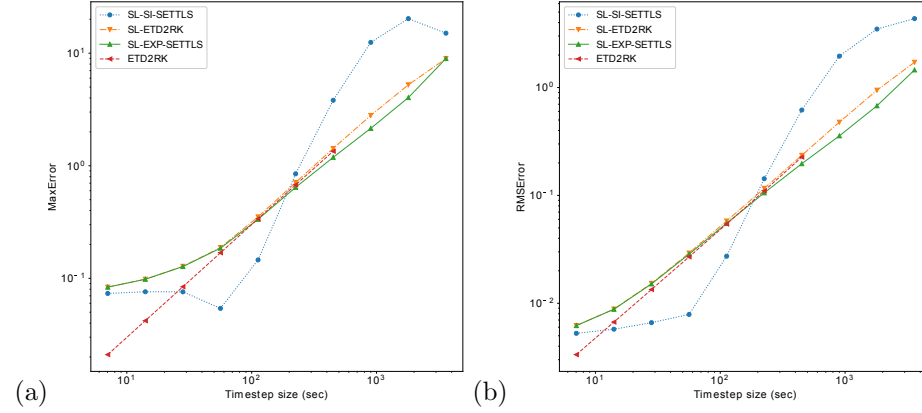 SL-SI-SETTLS
SL-ETD2RK
SL-EXP-SETTLS
ETD2RK
10¹
10⁰
10⁻¹
MaxError
10¹
10²
10³
Timestep size (sec)
(a)
SL-SI-SETTLS
SL-ETD2RK
SL-EXP-SETTLS
ETD2RK
10⁰
10⁻¹
10⁻²
RMSError
10¹
10²
10³
Timestep size (sec)
(b)